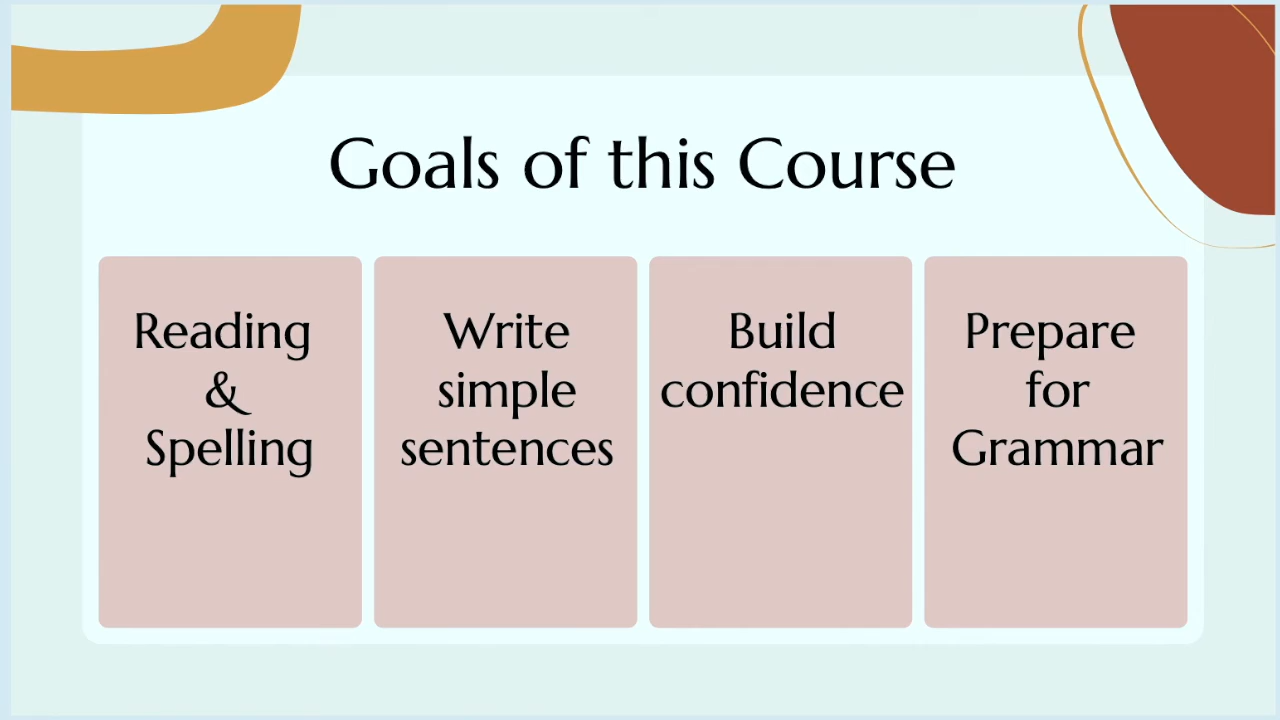 Goals of this Course
Reading
&
Spelling
Write
simple
sentences
Build
confidence
Prepare
for
Grammar